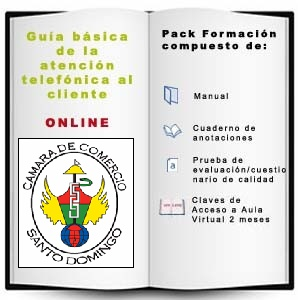 Guía básica
de la
atención
telefónica al
cliente
ONLINE
CAMARA DE COMERCIO
SANTO DOMINGO
Pack Formación
compuesto de:
Manual
Cuaderno de
anotaciones
Prueba de
evaluación/cuestio
nario de calidad
Claves de
Acceso a Aula
Virtual 2 meses